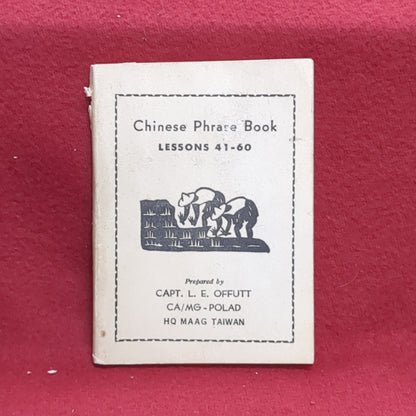 Chinese Phrase Book
LESSONS 41-60
Prepared by
CAPT. L. E. OFFUTT
CA/MG - POLAD
HQ MAAG TAIWAN